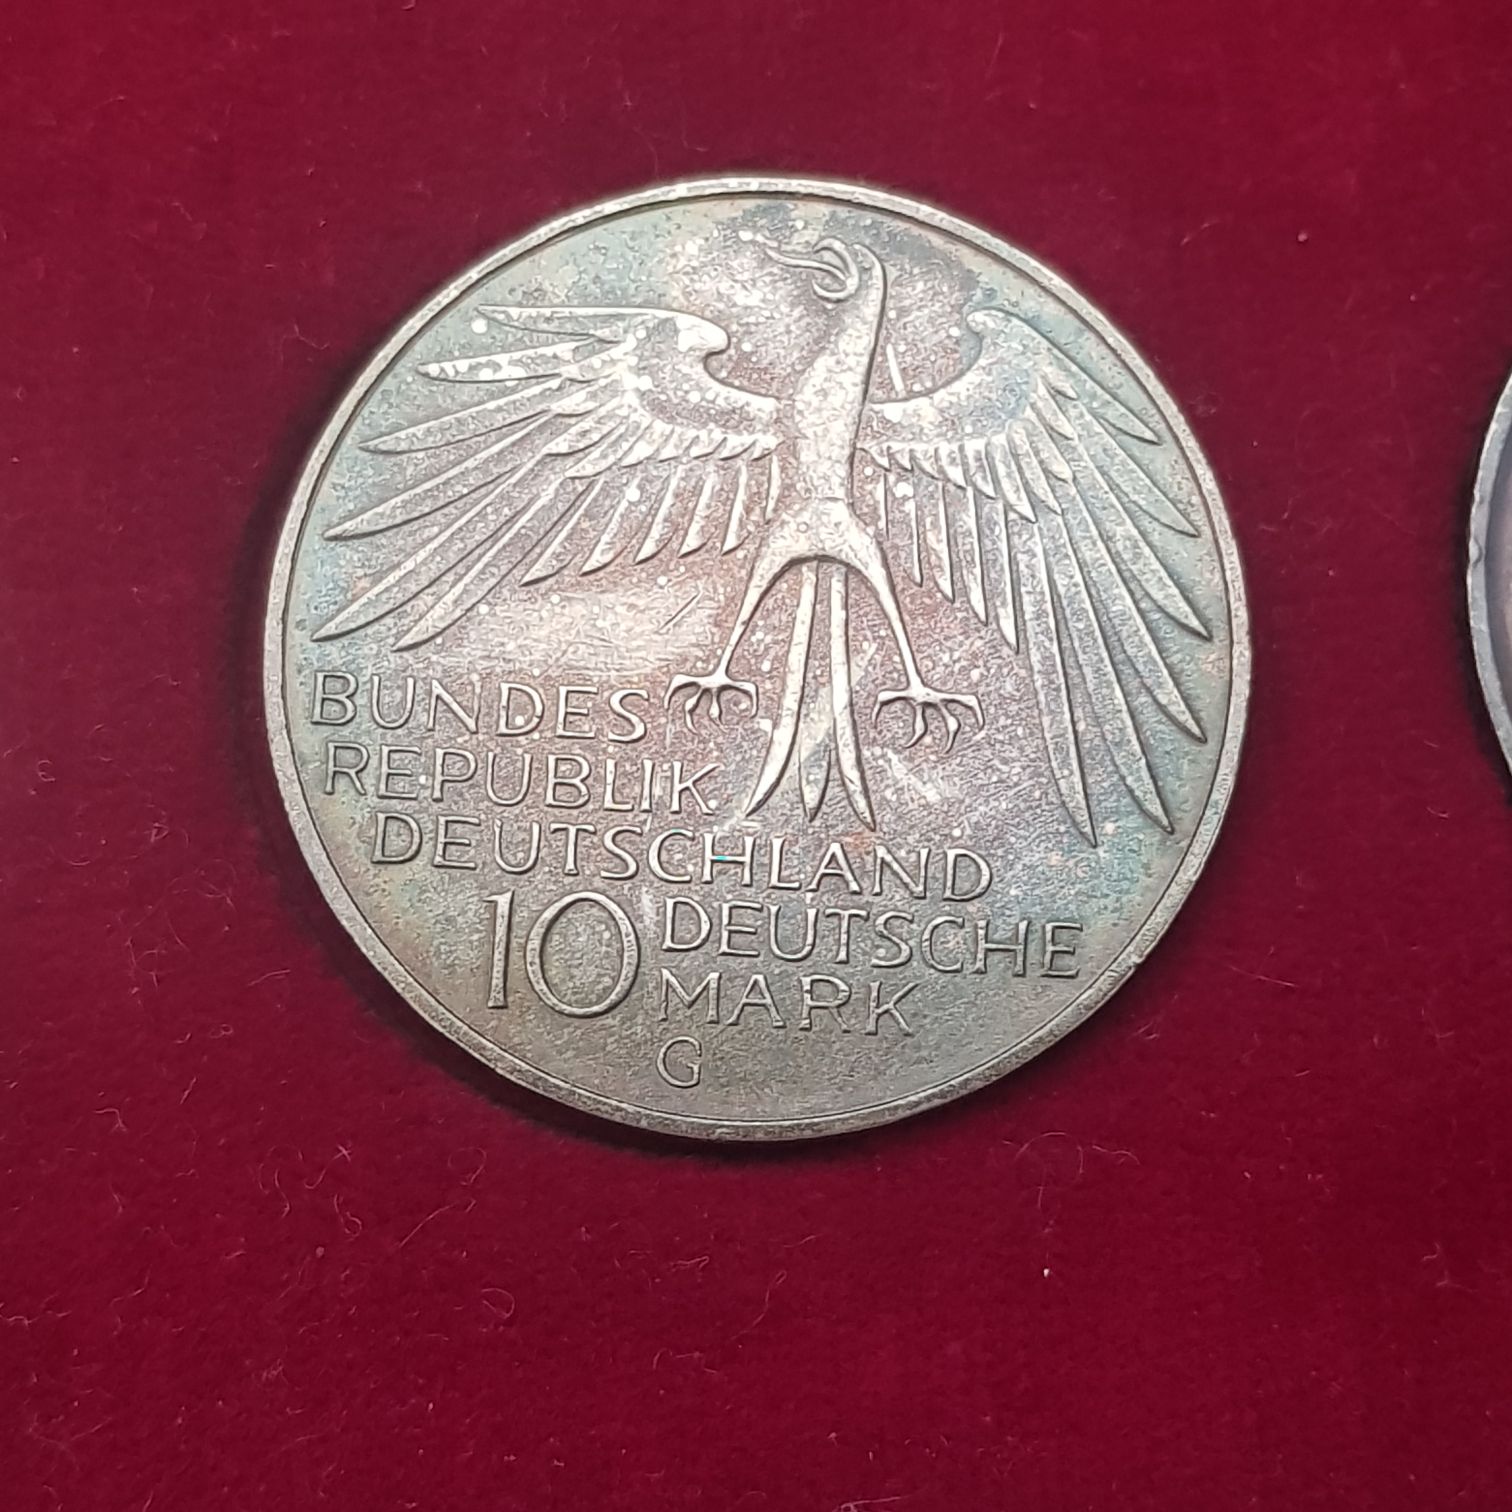 BUNDES
REPUBLIK
DEUTSCHLAND
10 DEUTSCHE
MARK
G